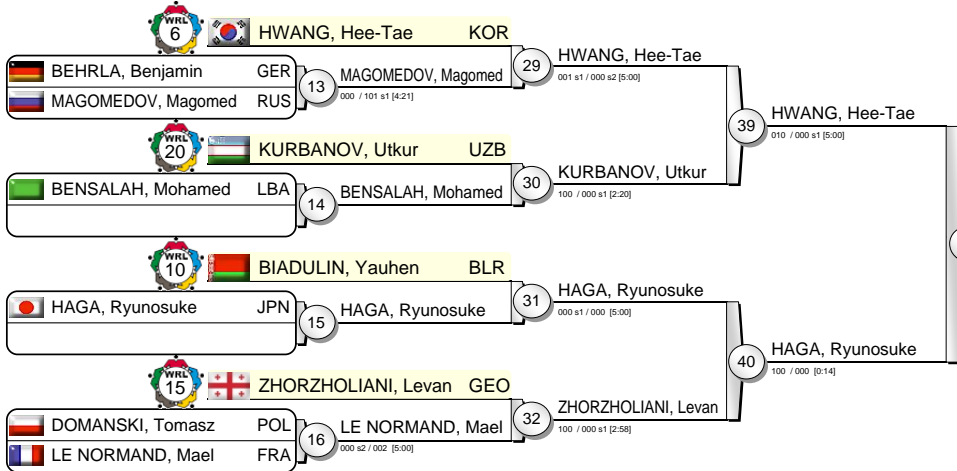 WRL 6 HWANG, Hee-Tae KOR
BEHRLA, Benjamin GER
MAGOMEDOV, Magomed RUS
13 MAGOMEDOV, Magomed
000 / 101 s1 [4:21]
29 HWANG, Hee-Tae
001 s1 / 000 s2 [5:00]
WRL 20 KURBANOV, Utkur UZB
BENSALAH, Mohamed LBA
14 BENSALAH, Mohamed
30 KURBANOV, Utkur
100 / 000 s1 [2:20]
39 HWANG, Hee-Tae
010 / 000 s1 [5:00]
WRL 10 BIADULIN, Yauhen BLR
HAGA, Ryunosuke JPN
15 HAGA, Ryunosuke
31 HAGA, Ryunosuke
000 s1 / 000 [5:00]
WRL 15 ZHORZHOLIANI, Levan GEO
DOMANSKI, Tomasz POL
LE NORMAND, Mael FRA
16 LE NORMAND, Mael
000 s2 / 002 [5:00]
32 ZHORZHOLIANI, Levan
100 / 000 s1 [2:58]
40 HAGA, Ryunosuke
100 / 000 [0:14]